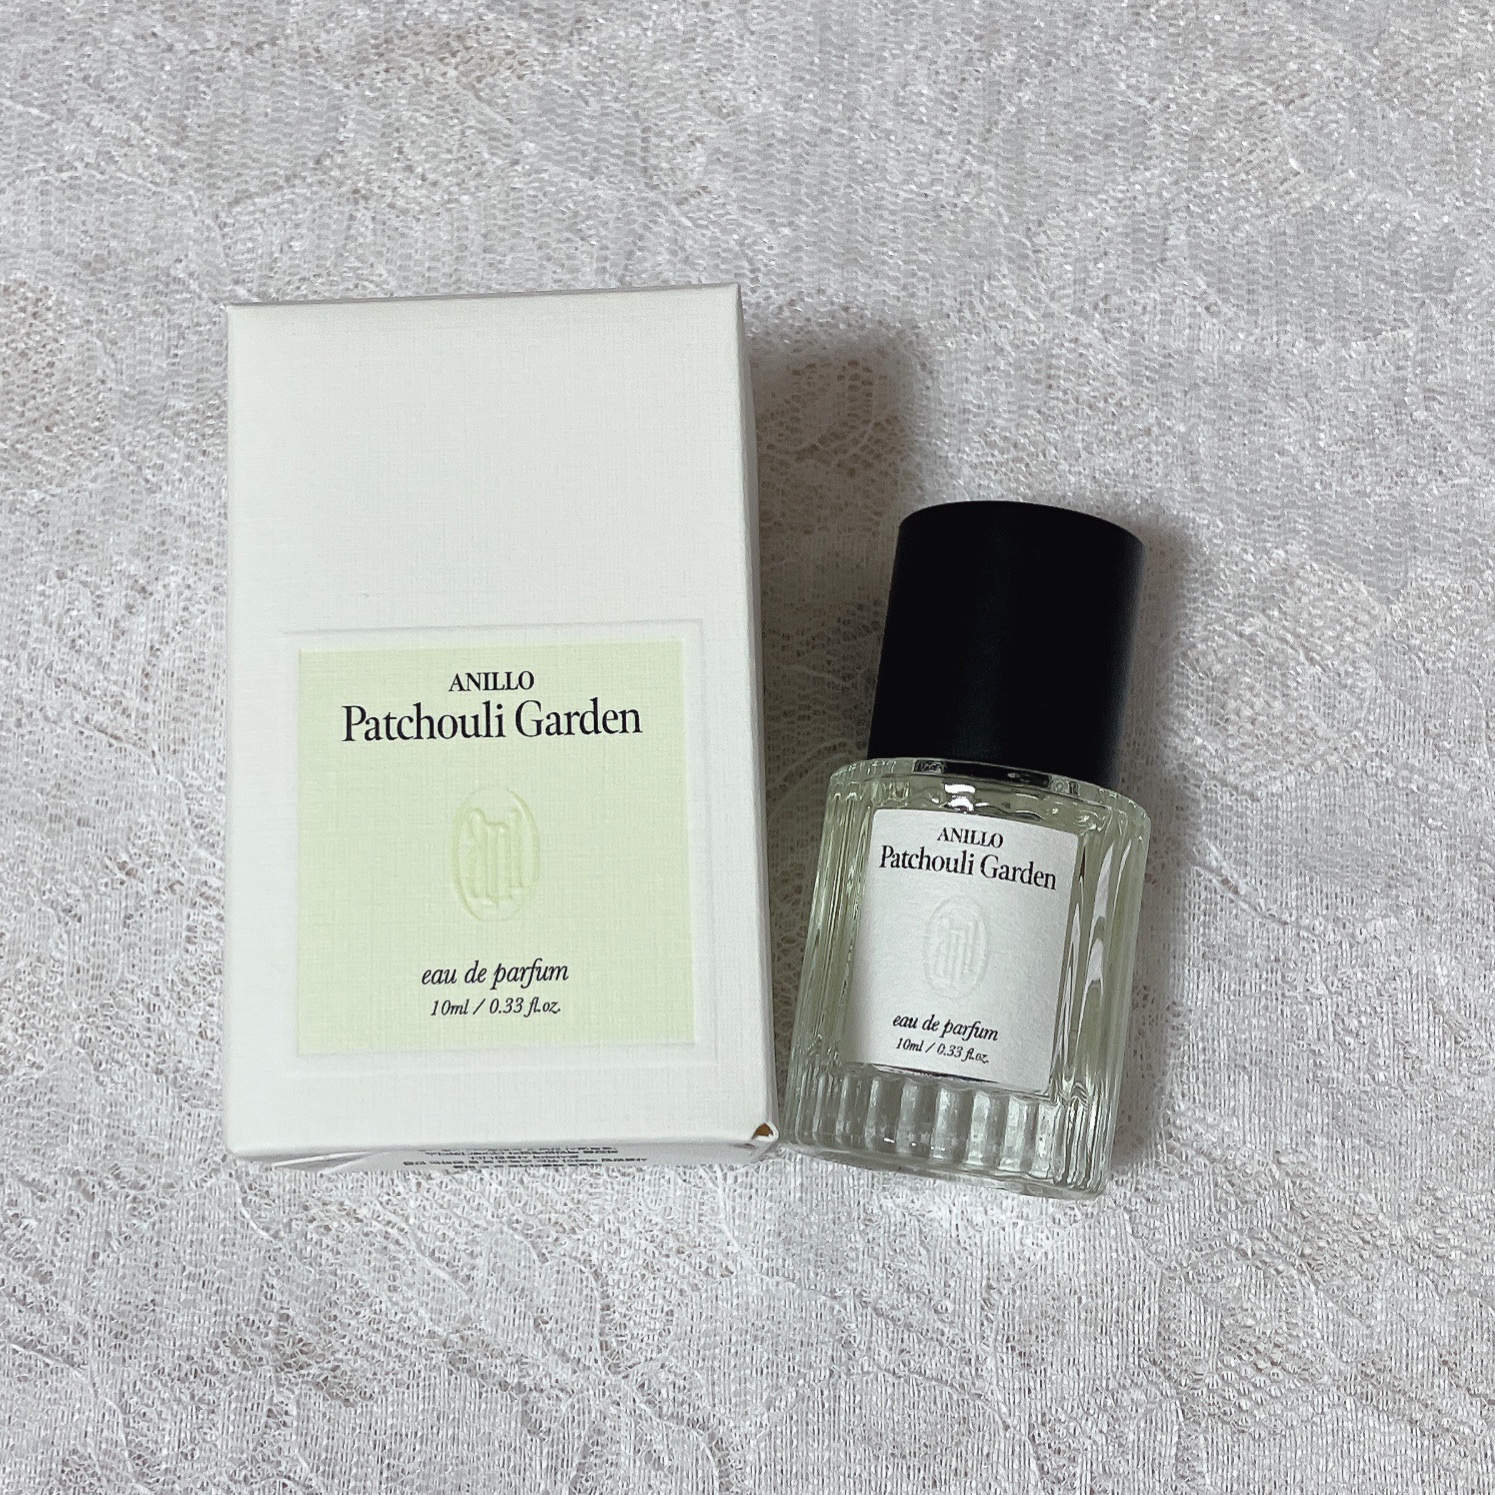 ANILLO
Patchouli Garden
eau de parfum
10ml / 0.33 fl.oz.
ANILLO
Patchouli Garden
eau de parfum
10ml / 0.33 fl.oz.